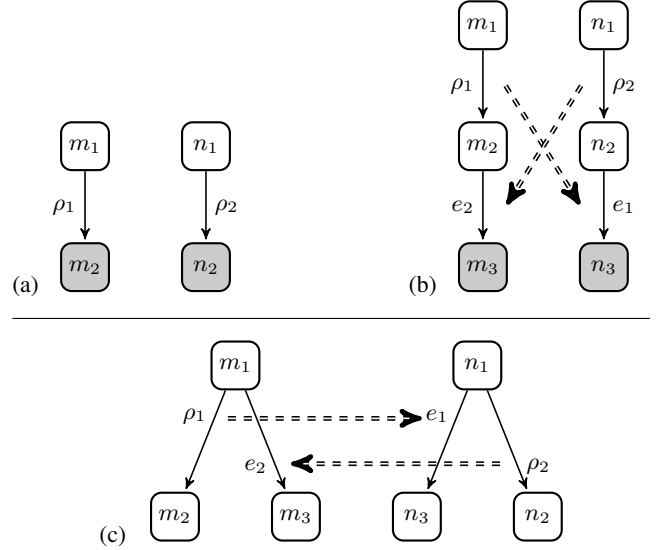 m₁ n₁
ρ₁ ρ₂
m₂ n₂
(a)
m₁ n₁
ρ₁ ρ₂
m₂ n₂
e₂ e₁
m₃ n₃
(b)
m₁ n₁
ρ₁ e₁
e₂ ρ₂
m₂ m₃ n₃ n₂
(c)